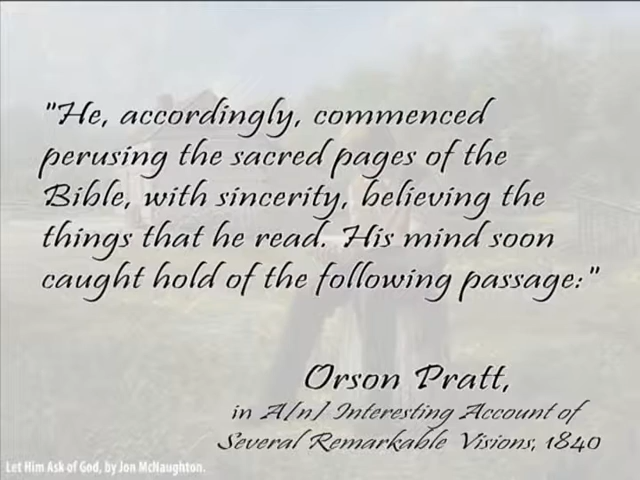 "He, accordingly, commenced
perusing the sacred pages of the
Bible, with sincerity, believing the
things that he read. His mind soon
caught hold of the following passage:"
Orson Pratt,
in A[n] Interesting Account of
Several Remarkable Visions, 1840
Let Him Ask of God, by Jon McNaughton.